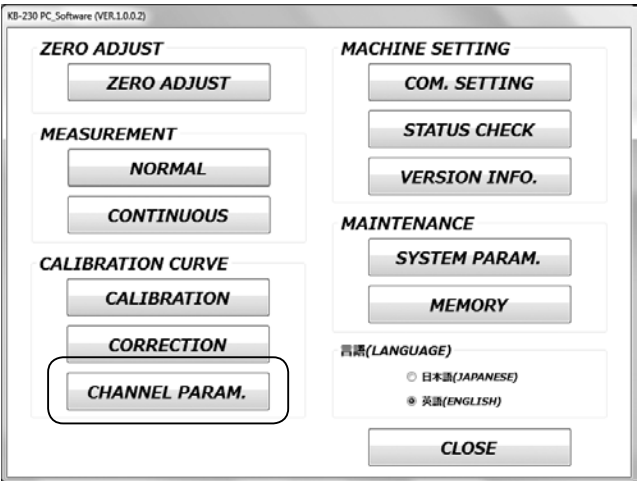 KB-230 PC_Software (VER.1.0.0.2)
ZERO ADJUST
ZERO ADJUST
MEASUREMENT
NORMAL
CONTINUOUS
CALIBRATION CURVE
CALIBRATION
CORRECTION
CHANNEL PARAM.
MACHINE SETTING
COM. SETTING
STATUS CHECK
VERSION INFO.
MAINTENANCE
SYSTEM PARAM.
MEMORY
言語(LANGUAGE)
日本語(JAPANESE)
英語(ENGLISH)
CLOSE